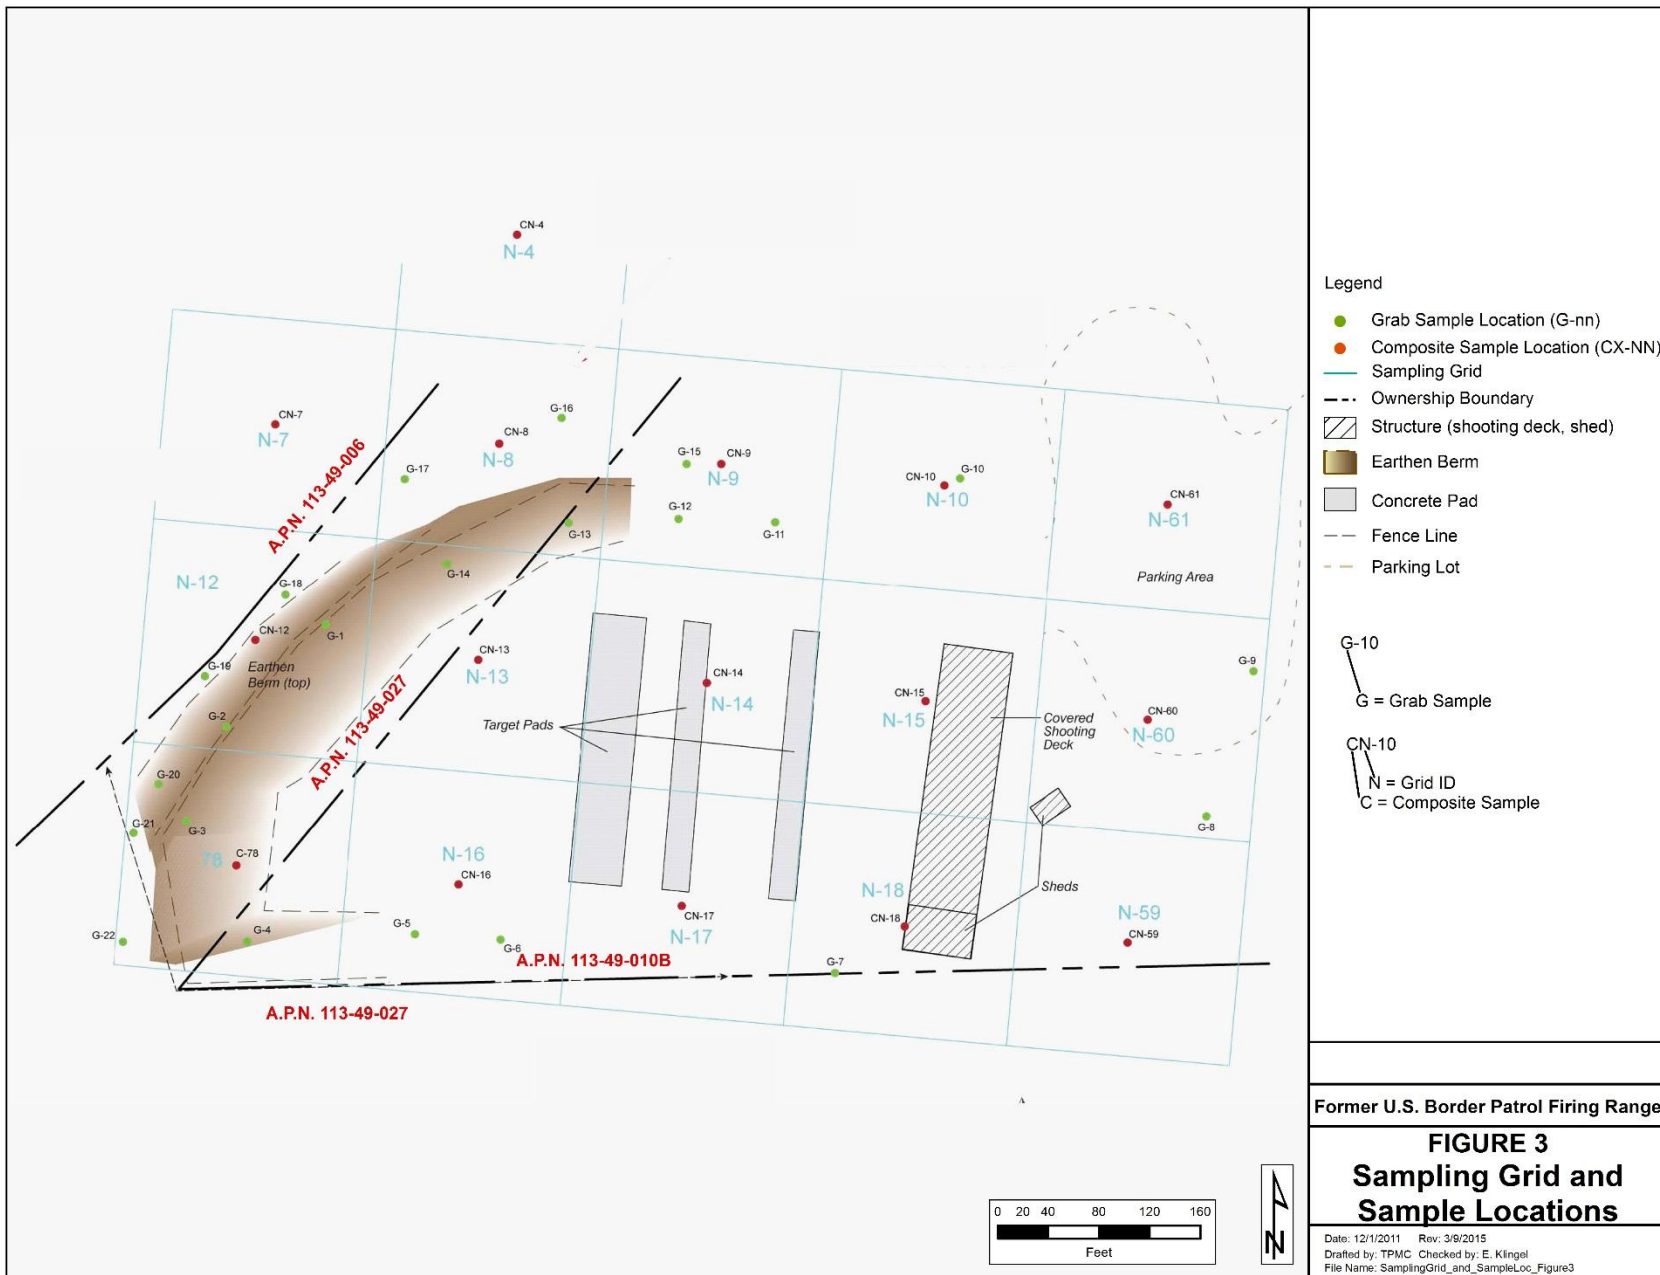 CN-4
N-4
CN-7
N-7
G-16
CN-8
N-8
G-17
G-15
CN-9
N-9
G-12
G-11
CN-10
G-10
N-10
CN-61
N-61
A.P.N. 113-49-006
G-13
G-14
Parking Area
N-12
G-18
CN-12
G-1
G-19
Earthen
Berm (top)
G-2
CN-13
N-13
CN-14
N-14
Target Pads
CN-15
N-15
Covered
Shooting
Deck
G-9
CN-60
N-60
A.P.N. 113-49-027
G-20
G-21
G-3
78
C-78
G-8
N-16
CN-16
N-18
Sheds
CN-17
N-17
CN-18
N-59
CN-59
G-22
G-4
G-5
G-6
A.P.N. 113-49-010B
G-7
A.P.N. 113-49-027
A
0 20 40 80 120 160
Feet
N
Legend
Grab Sample Location (G-nn)
Composite Sample Location (CX-NN)
Sampling Grid
Ownership Boundary
Structure (shooting deck, shed)
Earthen Berm
Concrete Pad
Fence Line
Parking Lot
G-10
G = Grab Sample
CN-10
N = Grid ID
C = Composite Sample
Former U.S. Border Patrol Firing Range
FIGURE 3
Sampling Grid and
Sample Locations
Date: 12/1/2011 Rev: 3/9/2015
Drafted by: TPMC Checked by: E. Klingel
File Name: SamplingGrid_and_SampleLoc_Figure3